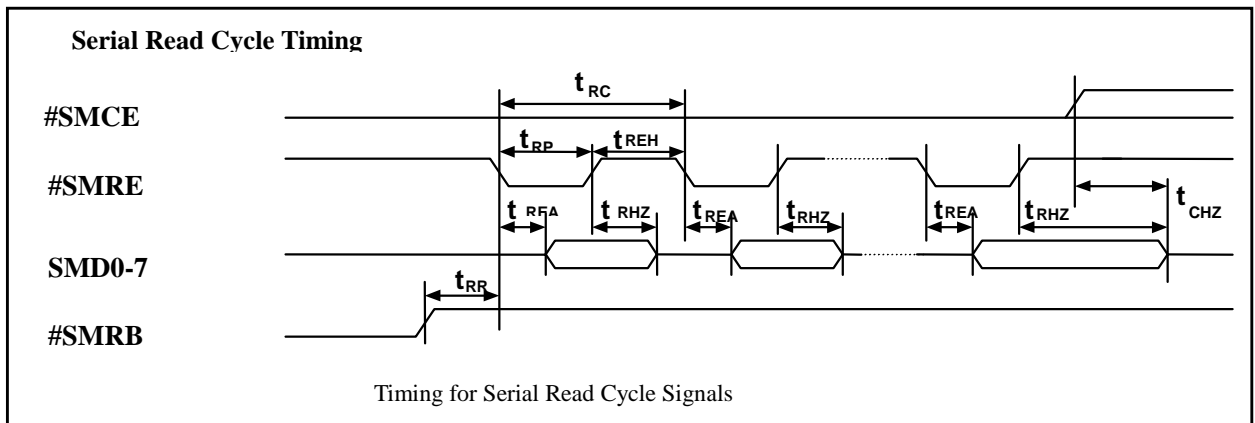 Serial Read Cycle Timing
t RC
#SMCE
t RP
t REH
#SMRE
t REA
t RHZ
t REA
t RHZ
t REA
t RHZ
t CHZ
SMD0-7
t RR
#SMRB
Timing for Serial Read Cycle Signals